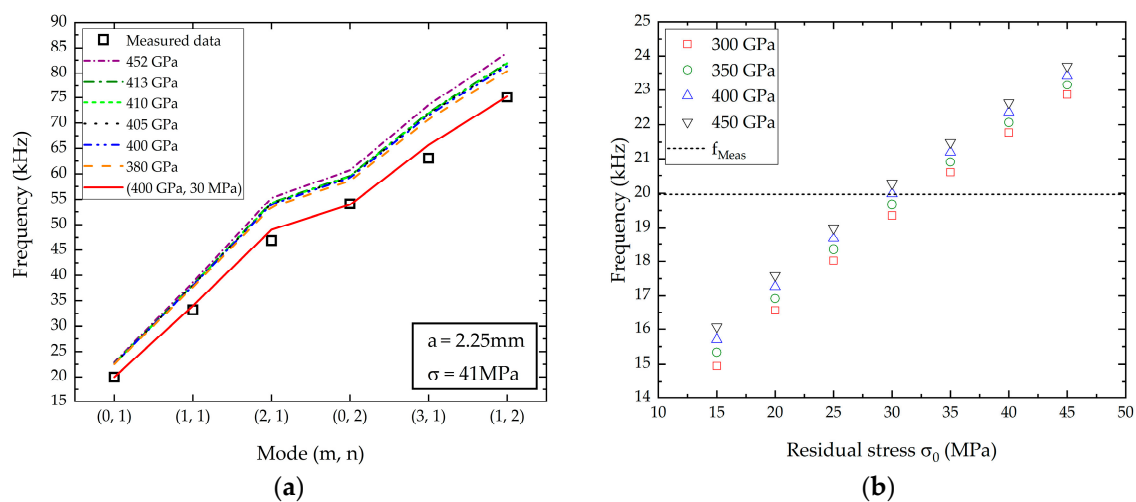 90
85
80
75
70
65
60
55
50
45
40
35
30
25
20
15
Frequency (kHz)
Measured data
452 GPa
413 GPa
410 GPa
405 GPa
400 GPa
380 GPa
(400 GPa, 30 MPa)
a = 2.25mm
σ = 41MPa
(0, 1) (1, 1) (2, 1) (0, 2) (3, 1) (1, 2)
Mode (m, n)
(a)
25
24
23
22
21
20
19
18
17
16
15
14
Frequency (kHz)
300 GPa
350 GPa
400 GPa
450 GPa
fMeas
10 15 20 25 30 35 40 45 50
Residual stress σ0 (MPa)
(b)